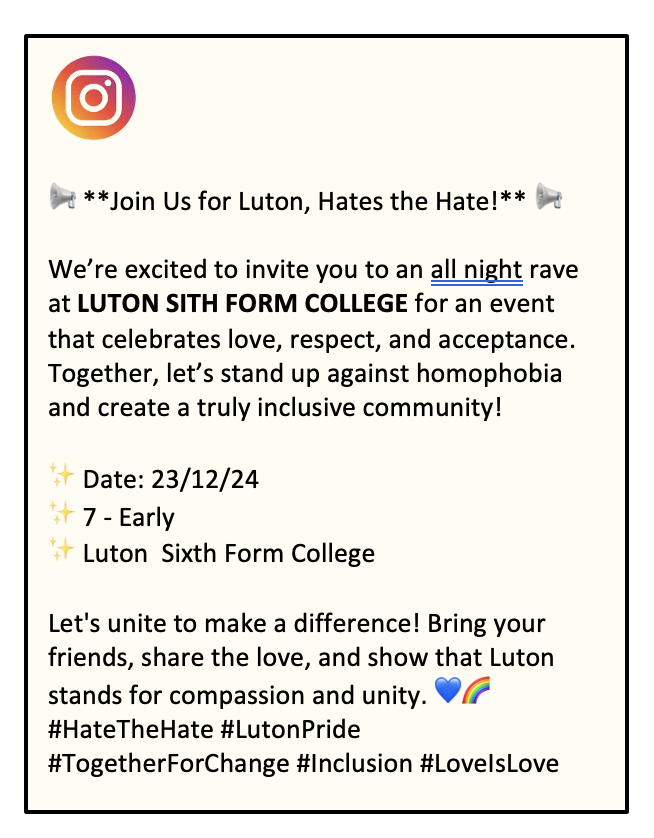 📢 **Join Us for Luton, Hates the Hate!** 📢
We’re excited to invite you to an all night rave
at LUTON SITH FORM COLLEGE for an event
that celebrates love, respect, and acceptance.
Together, let’s stand up against homophobia
and create a truly inclusive community!
✨ Date: 23/12/24
✨ 7 - Early
✨ Luton  Sixth Form College
Let's unite to make a difference! Bring your
friends, share the love, and show that Luton
stands for compassion and unity. 💙🌈
#HateTheHate #LutonPride
#TogetherForChange #Inclusion #LoveIsLove